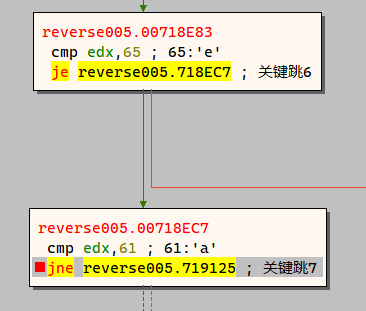 reverse005.00718E83
cmp edx,65 ; 65:'e'
je reverse005.718EC7 ; 关键跳6
reverse005.00718EC7
cmp edx,61 ; 61:'a'
jne reverse005.719125 ; 关键跳7